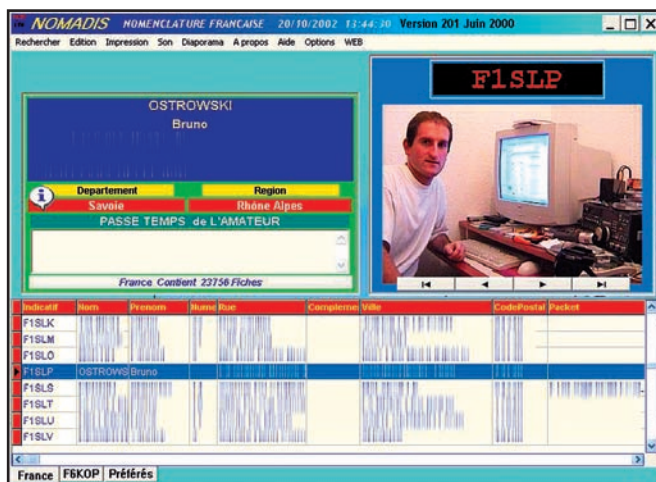 NOMADIS NOMENCLATURE FRANCAISE 20/10/2002 13:44:30 Version 201 Juin 2000
Rechercher Edition Impression Son Diaporama A propos Aide Options WEB
OSTROWSKI
Bruno
Departement Region
Savoie Rhône Alpes
PASSE TEMPS de L'AMATEUR
France Contient 23756 Fiches
F1SLP
Indicatif Nom Prenom Nume Rue Compleme Ville CodePostal Packet
F1SLK
F1SLM
F1SLO
F1SLP OSTROWS Bruno
F1SLS
F1SLT
F1SLU
F1SLV
France F6KOP Préférés